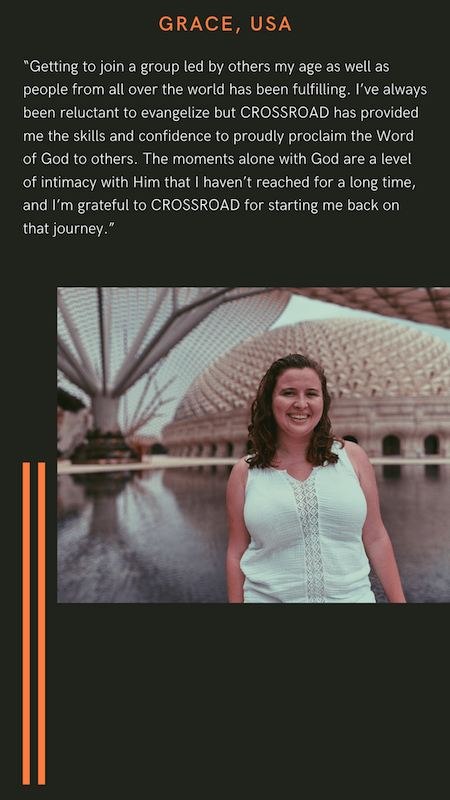 GRACE, USA
“Getting to join a group led by others my age as well as
people from all over the world has been fulfilling. I’ve always
been reluctant to evangelize but CROSSROAD has provided
me the skills and confidence to proudly proclaim the Word
of God to others. The moments alone with God are a level
of intimacy with Him that I haven’t reached for a long time,
and I’m grateful to CROSSROAD for starting me back on
that journey.”